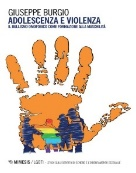 GIUSEPPE BURGIO
ADOLESCENZA E VIOLENZA
IL BULLISMO OMOFOBICO COME FORMAZIONE ALLA MASCHILITÀ
MIMESIS